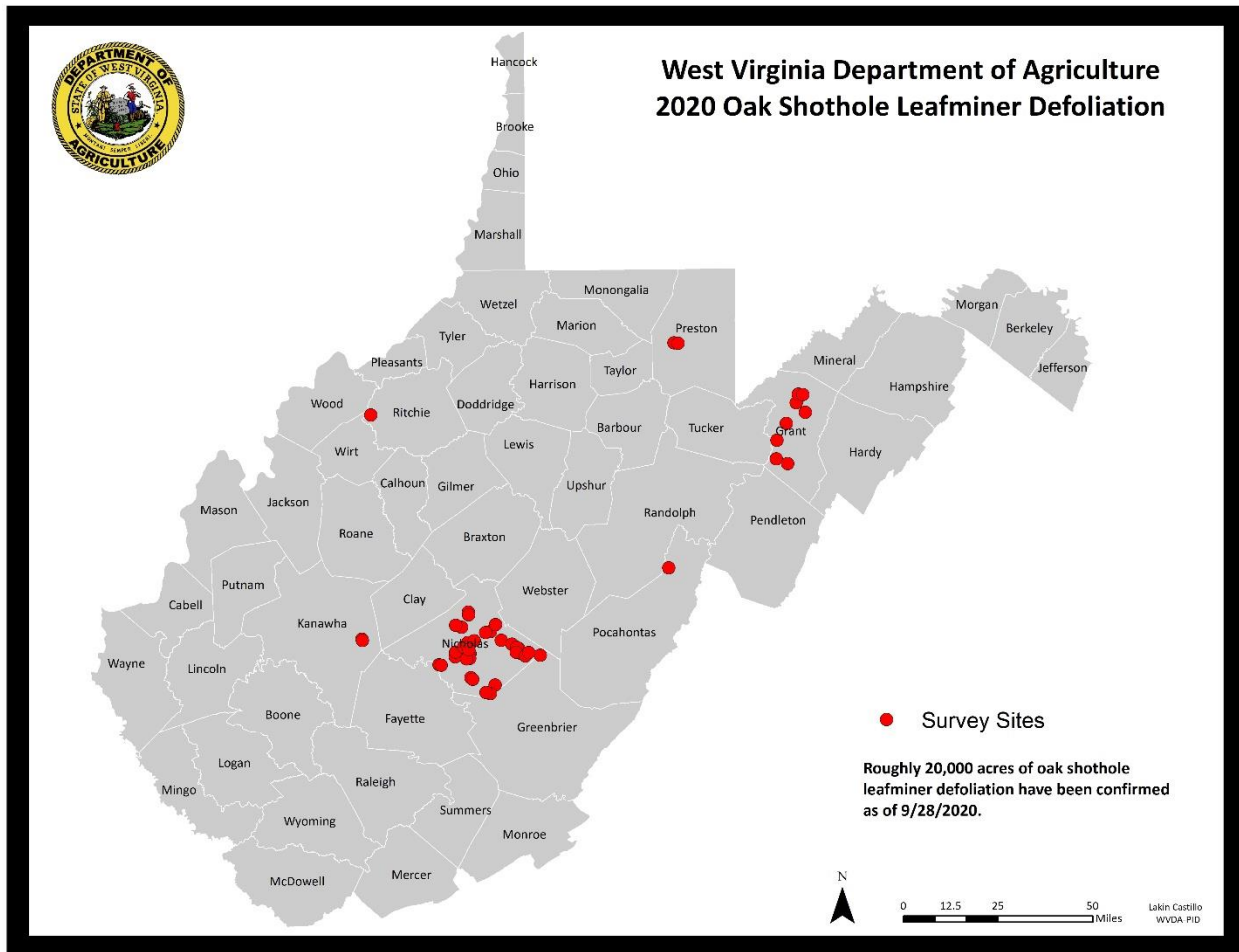 DEPARTMENT OF
STATE OF WEST VIRGINIA
MONTANI SEMPER LIBERI
AGRICULTURE
West Virginia Department of Agriculture
2020 Oak Shothole Leafminer Defoliation
Hancock
Brooke
Ohio
Marshall
Wetzel
Monongalia
Marion
Preston
Morgan
Berkeley
Jefferson
Tyler
Pleasants
Taylor
Mineral
Hampshire
Harrison
Doddridge
Wood
Ritchie
Barbour
Tucker
Grant
Hardy
Wirt
Lewis
Calhoun
Gilmer
Upshur
Jackson
Mason
Randolph
Pendleton
Roane
Braxton
Webster
Putnam
Clay
Cabell
Kanawha
Pocahontas
Nicholas
Wayne
Lincoln
Boone
Fayette
Greenbrier
Logan
Mingo
Raleigh
Summers
Wyoming
Monroe
McDowell
Mercer
Survey Sites
Roughly 20,000 acres of oak shothole
leafminer defoliation have been confirmed
as of 9/28/2020.
N
0 12.5 25 50
Miles
Lakin Castillo
WVDA PID